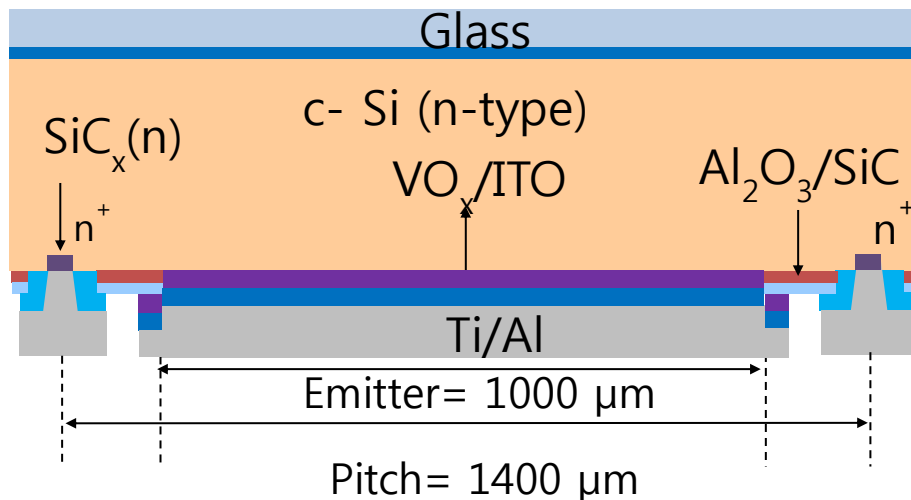 Glass
c- Si (n-type)
SiCₓ(n)
VOₓ/ITO
Al₂O₃/SiC
n⁺
n⁺
Ti/Al
Emitter= 1000 µm
Pitch= 1400 µm